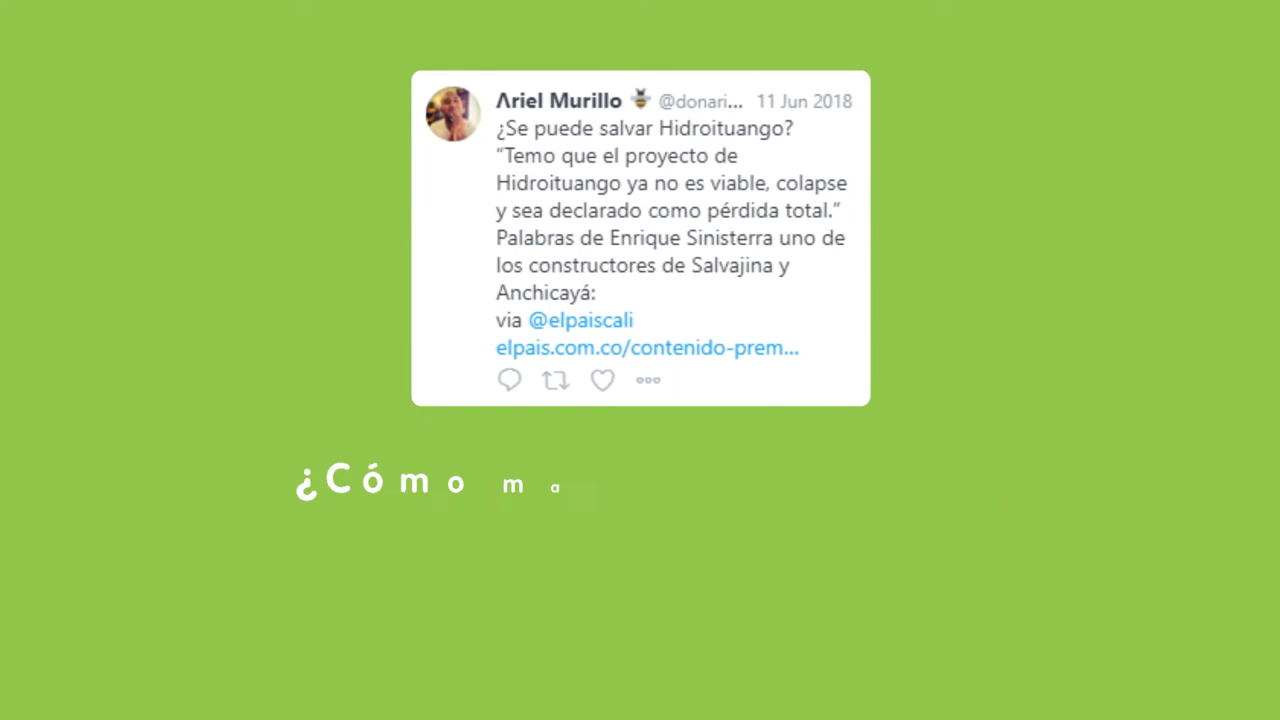 Ariel Murillo 🐝 @donari... 11 Jun 2018
¿Se puede salvar Hidroituango?
“Temo que el proyecto de
Hidroituango ya no es viable, colapse
y sea declarado como pérdida total.”
Palabras de Enrique Sinisterra uno de
los constructores de Salvajina y
Anchicayá:
via @elpaiscali
elpais.com.co/contenido-prem...
¿Cómo ma